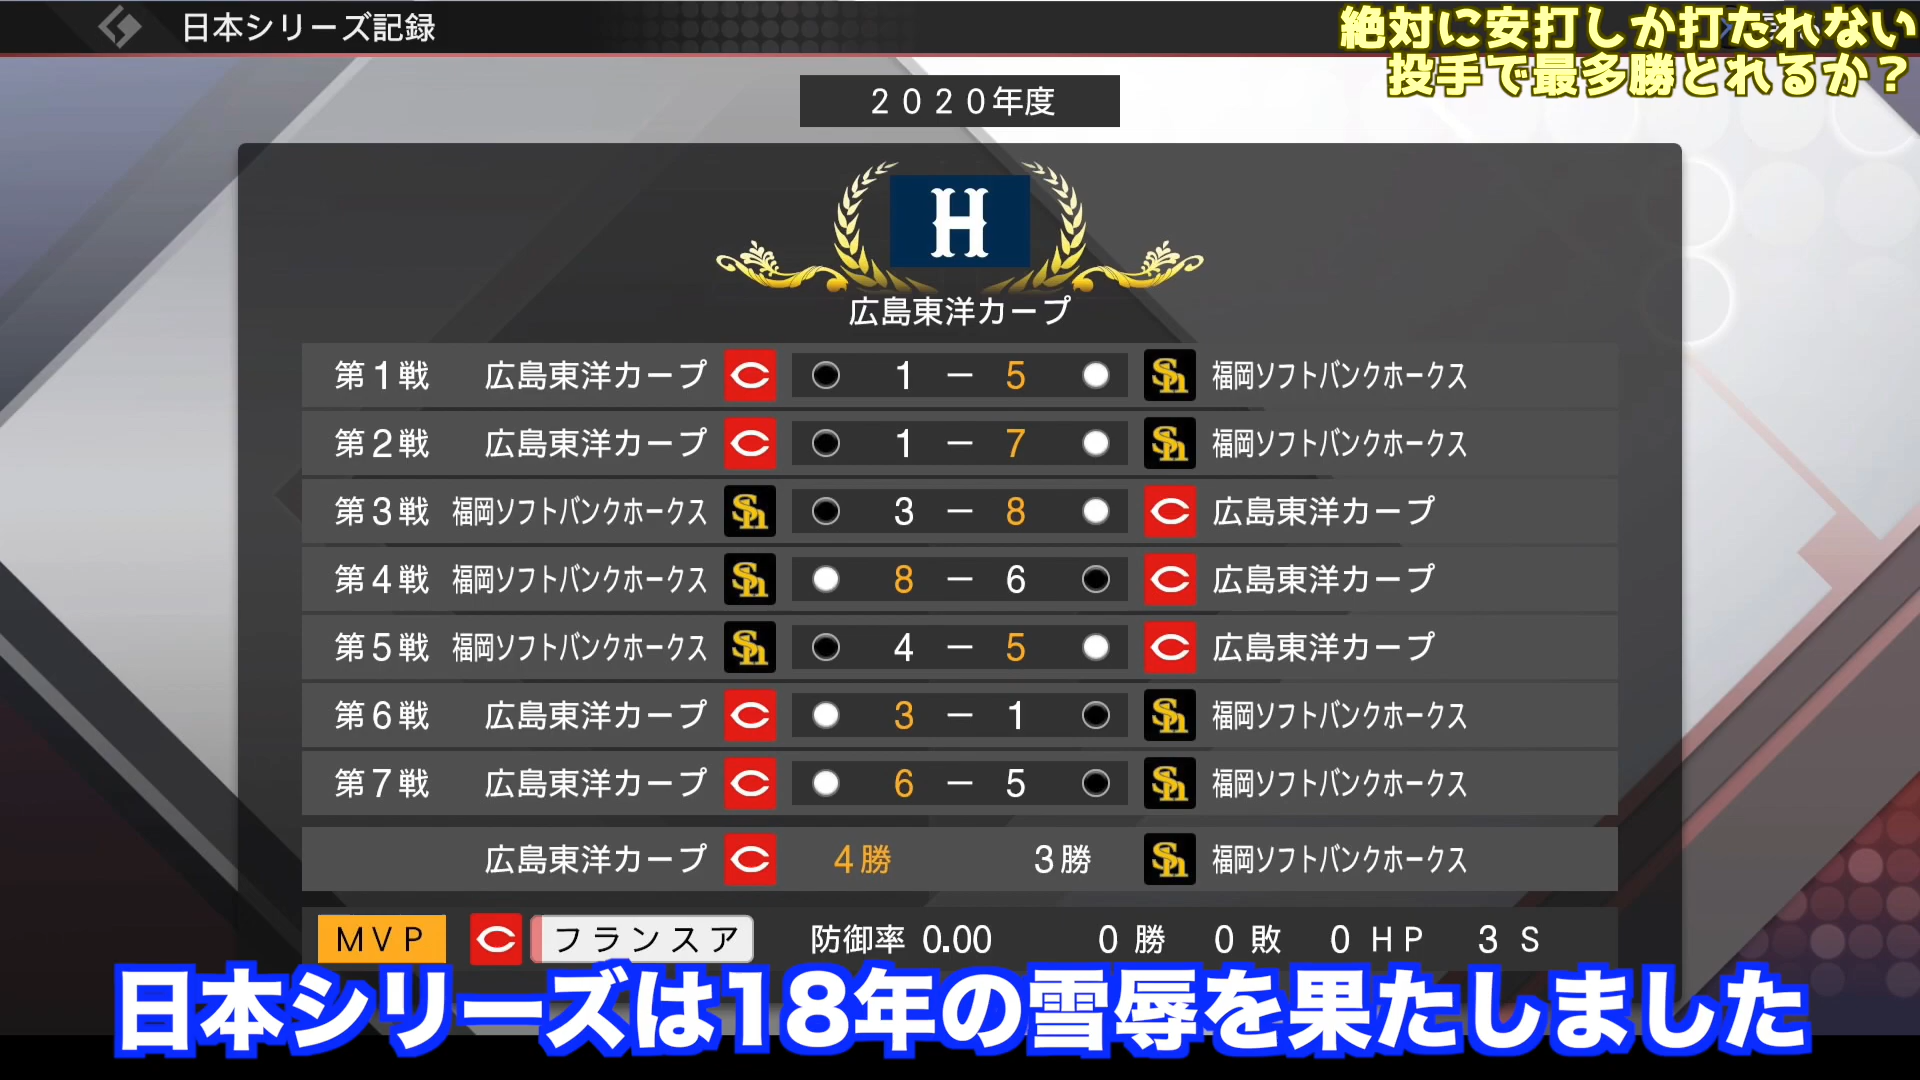 日本シリーズ記録
絶対に安打しか打たれない
投手で最多勝とれるか？
2020年度
H
広島東洋カープ
第1戦 広島東洋カープ C 1 － 5 Sh 福岡ソフトバンクホークス
第2戦 広島東洋カープ C 1 － 7 Sh 福岡ソフトバンクホークス
第3戦 福岡ソフトバンクホークス Sh 3 － 8 C 広島東洋カープ
第4戦 福岡ソフトバンクホークス Sh 8 － 6 C 広島東洋カープ
第5戦 福岡ソフトバンクホークス Sh 4 － 5 C 広島東洋カープ
第6戦 広島東洋カープ C 3 － 1 Sh 福岡ソフトバンクホークス
第7戦 広島東洋カープ C 6 － 5 Sh 福岡ソフトバンクホークス
広島東洋カープ C 4勝 3勝 Sh 福岡ソフトバンクホークス
MVP C フランスア 防御率 0.00 0勝 0敗 0HP 3S
日本シリーズは18年の雪辱を果たしました